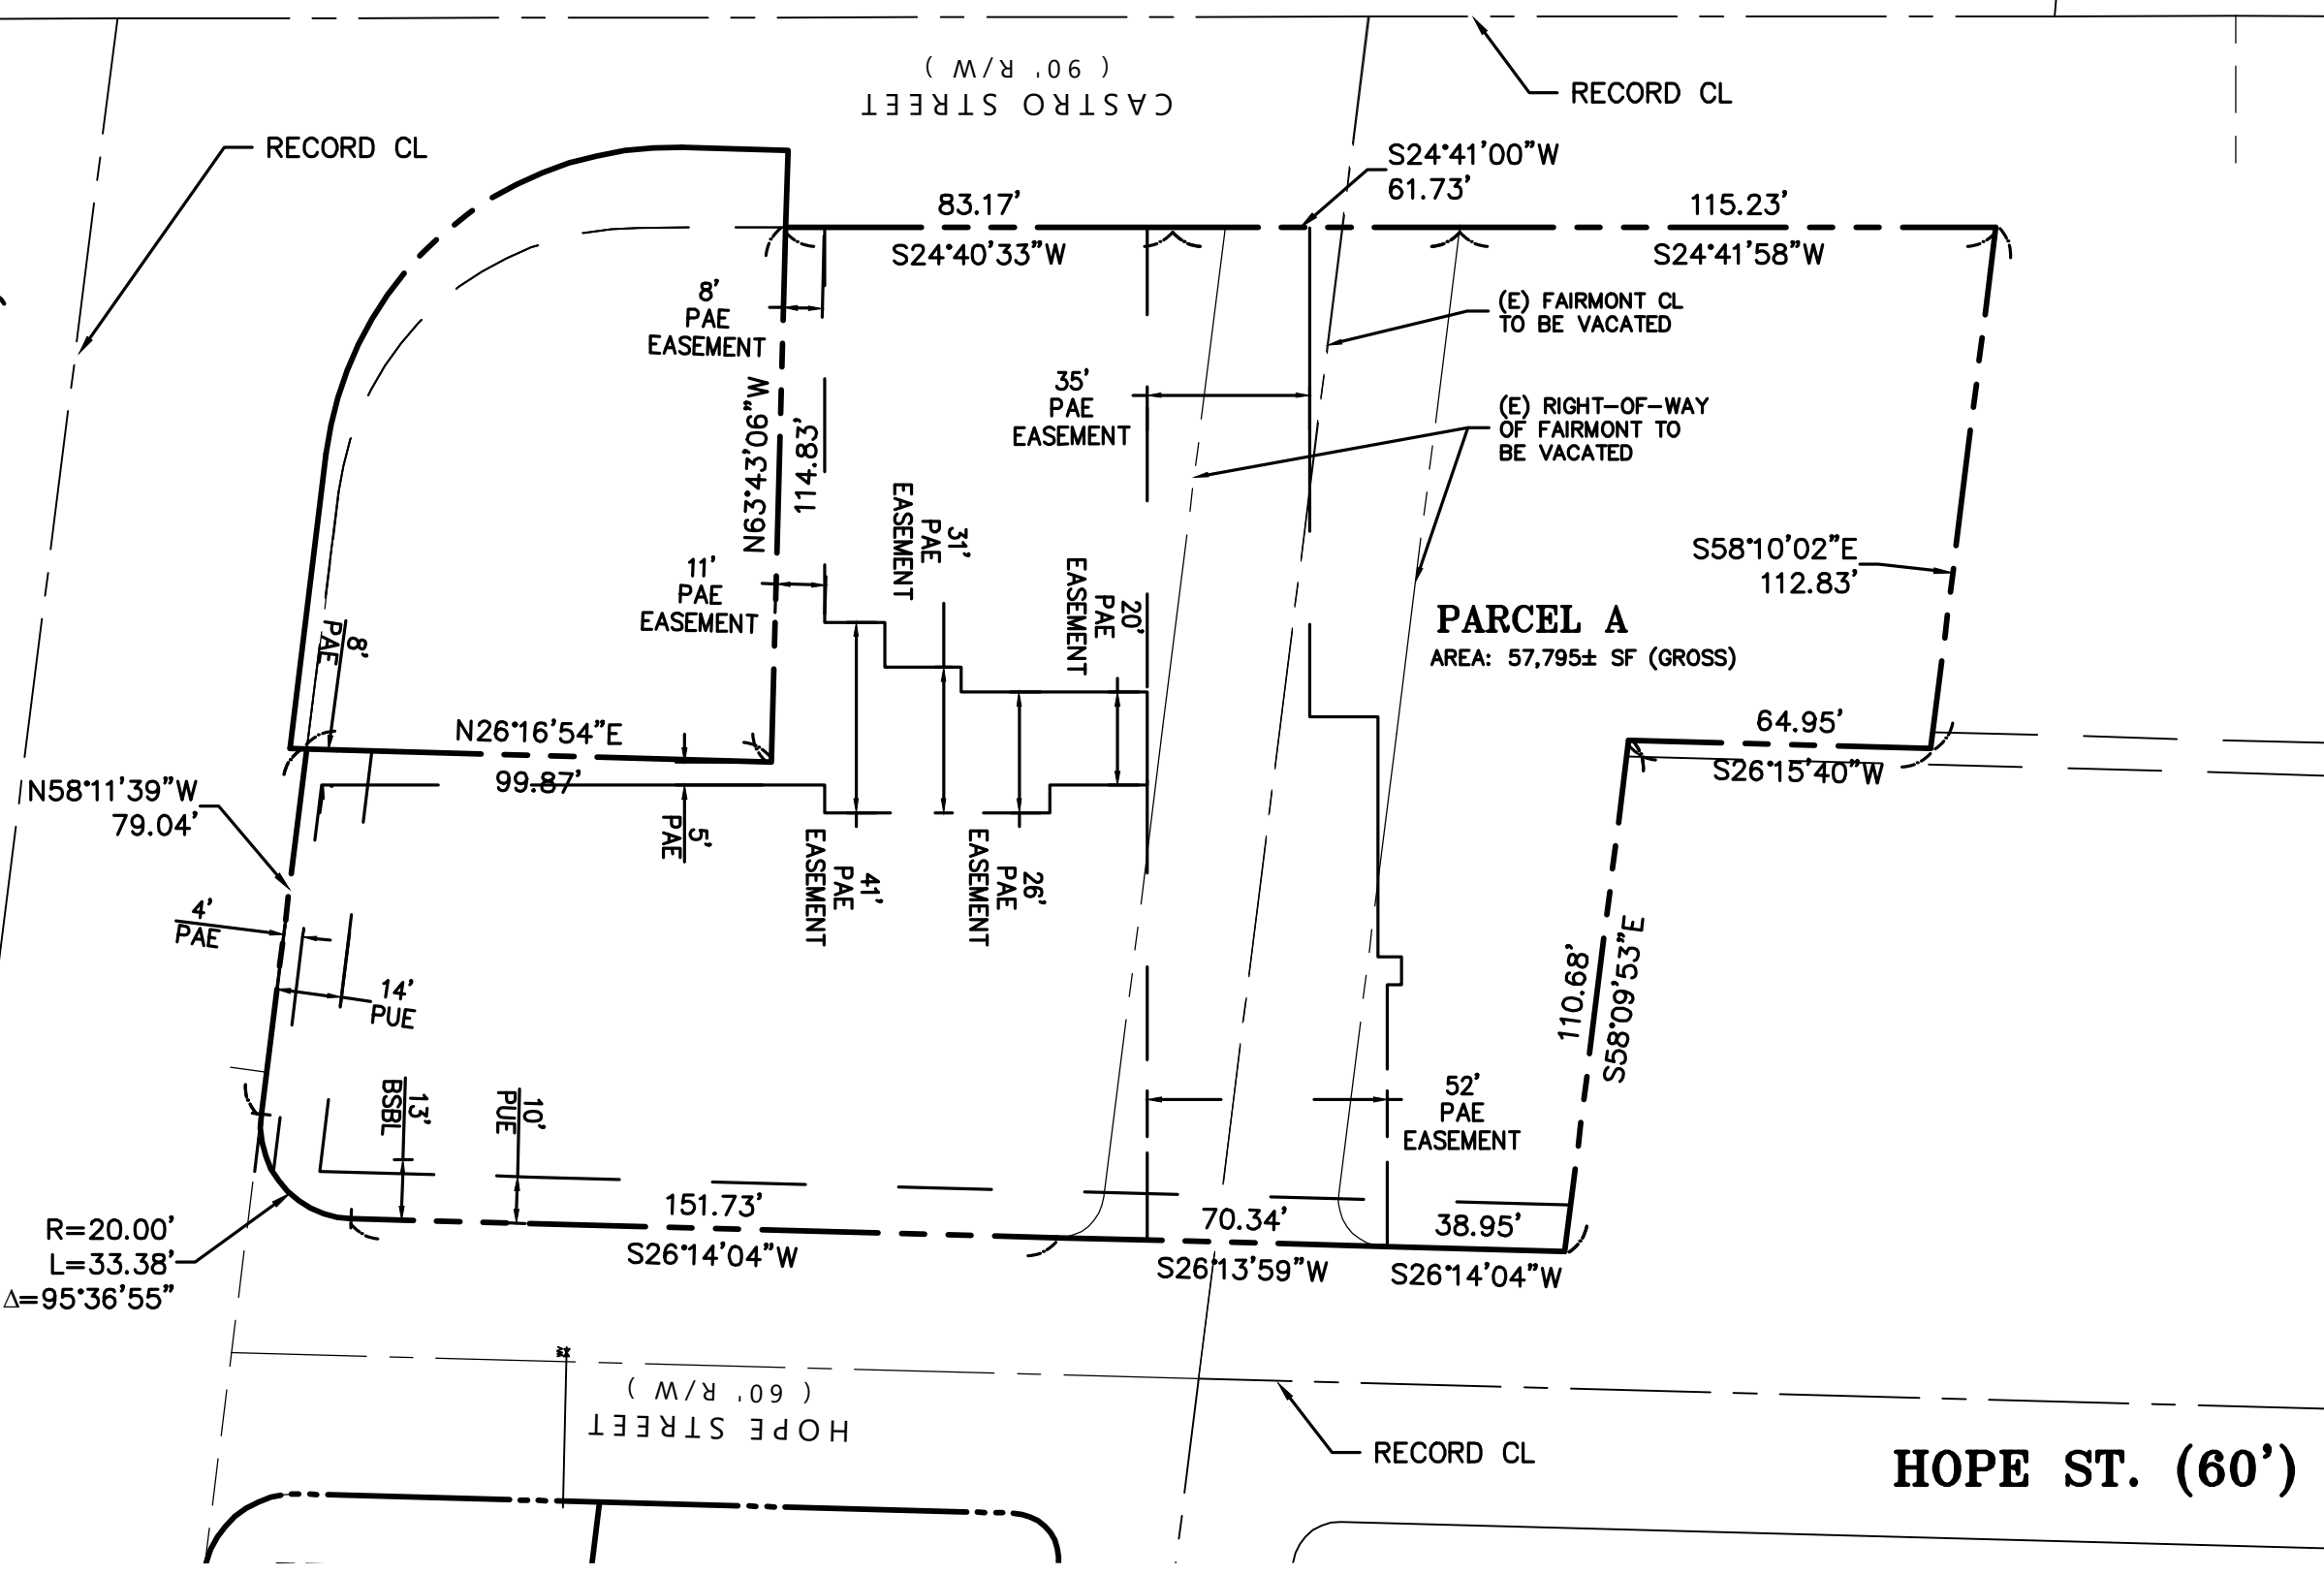 ( 90' R/W )
CASTRO STREET
RECORD CL
RECORD CL
S24°41'00"W
61.73'
83.17'
S24°40'33"W
115.23'
S24°41'58"W
8'
PAE
EASEMENT
(E) FAIRMONT CL
TO BE VACATED
35'
PAE
EASEMENT
(E) RIGHT-OF-WAY
OF FAIRMONT TO
BE VACATED
N63°43'06"W
114.83'
31'
PAE
EASEMENT
11'
PAE
EASEMENT
20'
PAE
EASEMENT
S58°10'02"E
112.83'
PARCEL A
AREA: 57,795± SF (GROSS)
8'
PAE
N26°16'54"E
99.87'
64.95'
S26°15'40"W
N58°11'39"W
79.04'
5'
PAE
41'
PAE
EASEMENT
26'
PAE
EASEMENT
4'
PAE
14'
PUE
110.68'
S58°09'53"E
13'
BSBL
10'
PUE
52'
PAE
EASEMENT
151.73'
S26°14'04"W
70.34'
S26°13'59"W
38.95'
S26°14'04"W
R=20.00'
L=33.38'
Δ=95°36'55"
( 60' R/W )
HOPE STREET
RECORD CL
HOPE ST. (60')